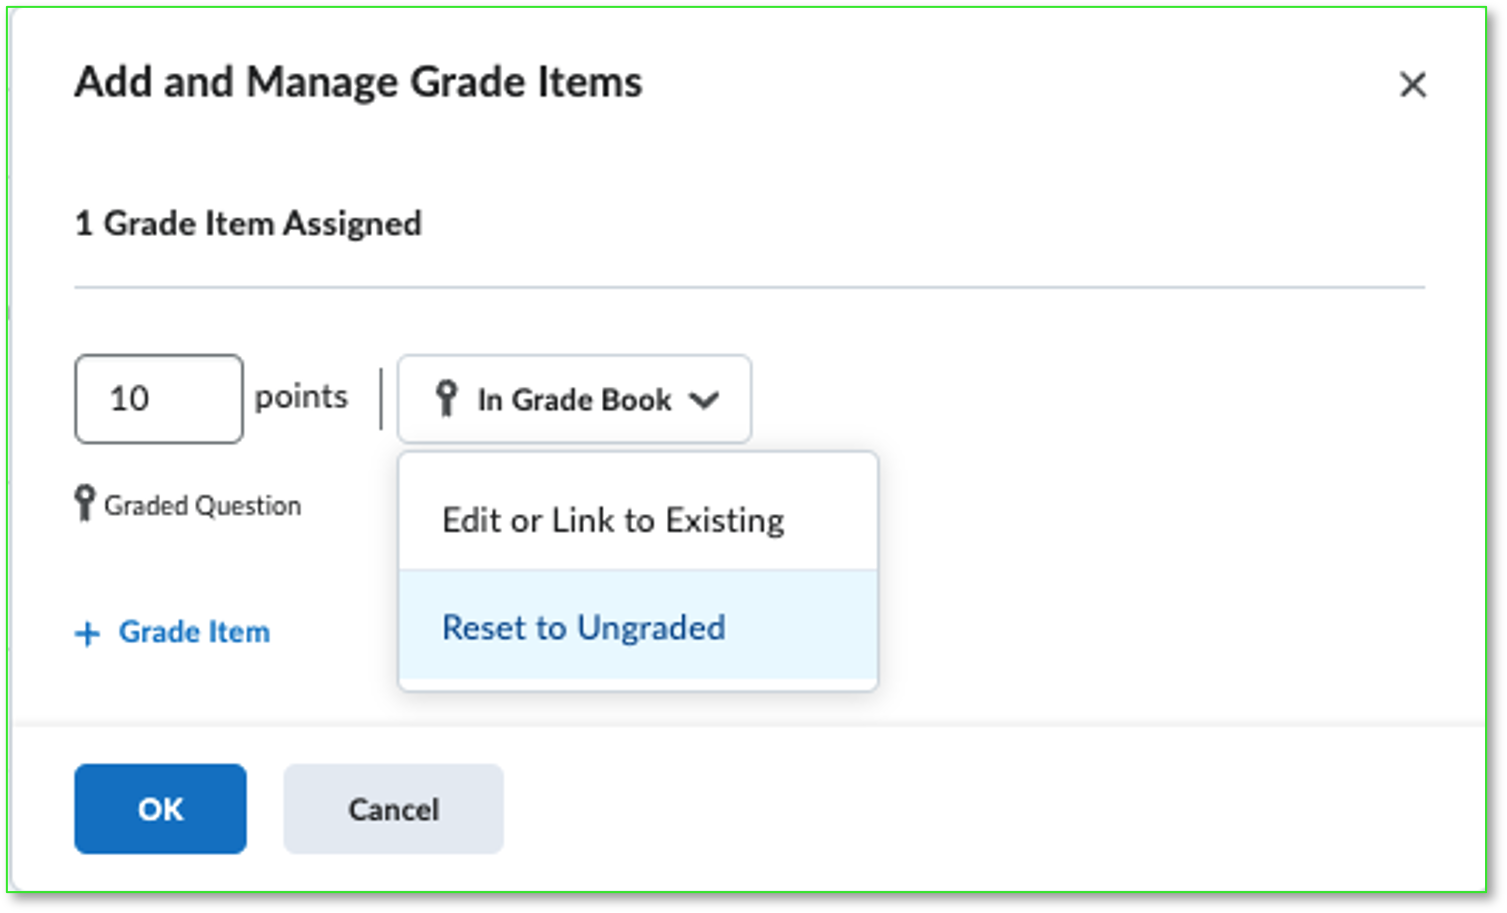 Add and Manage Grade Items
1 Grade Item Assigned
10 points
In Grade Book
Graded Question
Edit or Link to Existing
Reset to Ungraded
+ Grade Item
OK
Cancel